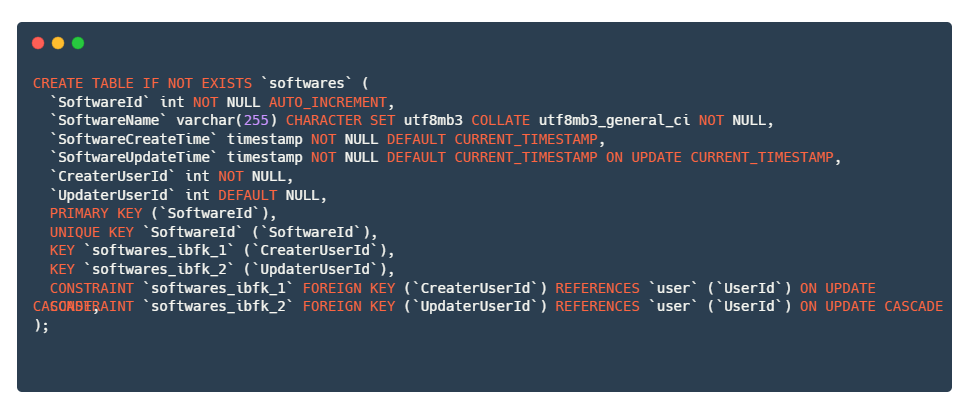 CREATE TABLE IF NOT EXISTS `softwares` (
  `SoftwareId` int NOT NULL AUTO_INCREMENT,
  `SoftwareName` varchar(255) CHARACTER SET utf8mb3 COLLATE utf8mb3_general_ci NOT NULL,
  `SoftwareCreateTime` timestamp NOT NULL DEFAULT CURRENT_TIMESTAMP,
  `SoftwareUpdateTime` timestamp NOT NULL DEFAULT CURRENT_TIMESTAMP ON UPDATE CURRENT_TIMESTAMP,
  `CreaterUserId` int NOT NULL,
  `UpdaterUserId` int DEFAULT NULL,
  PRIMARY KEY (`SoftwareId`),
  UNIQUE KEY `SoftwareId` (`SoftwareId`),
  KEY `softwares_ibfk_1` (`CreaterUserId`),
  KEY `softwares_ibfk_2` (`UpdaterUserId`),
  CONSTRAINT `softwares_ibfk_1` FOREIGN KEY (`CreaterUserId`) REFERENCES `user` (`UserId`) ON UPDATE
CASCADE,
  CONSTRAINT `softwares_ibfk_2` FOREIGN KEY (`UpdaterUserId`) REFERENCES `user` (`UserId`) ON UPDATE CASCADE
);